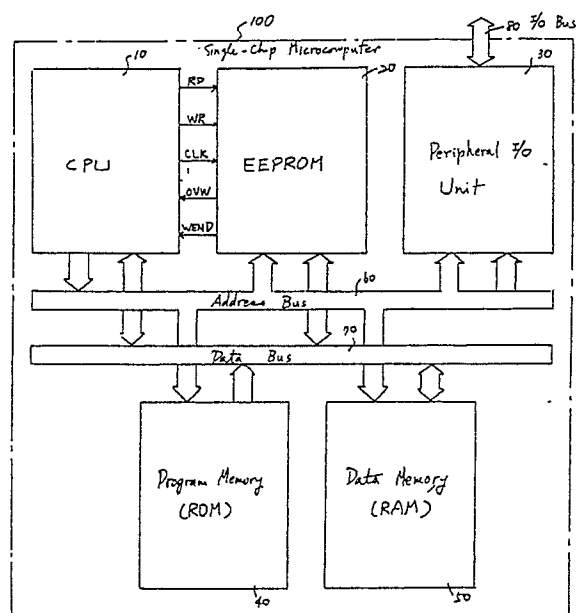 100
80 I/O Bus
Single-Chip Microcomputer
10
20
30
RD
WR
CLK
OVW
WEND
CPU
EEPROM
Peripheral I/O
Unit
60
Address Bus
70
Data Bus
Program Memory
(ROM)
Data Memory
(RAM)
40
50